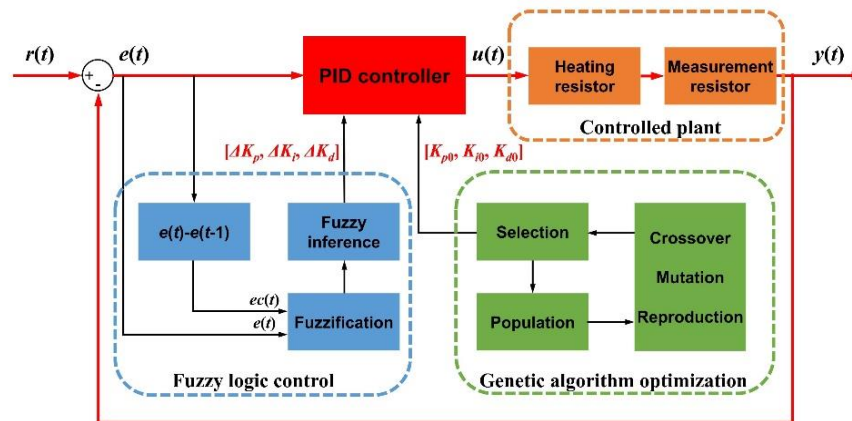 r(t)
+
-
e(t)
PID controller
u(t)
Heating
resistor
Measurement
resistor
y(t)
Controlled plant
[ΔKp, ΔKi, ΔKd]
[Kp0, Ki0, Kd0]
e(t)-e(t-1)
Fuzzy
inference
ec(t)
e(t)
Fuzzification
Fuzzy logic control
Selection
Population
Crossover
Mutation
Reproduction
Genetic algorithm optimization